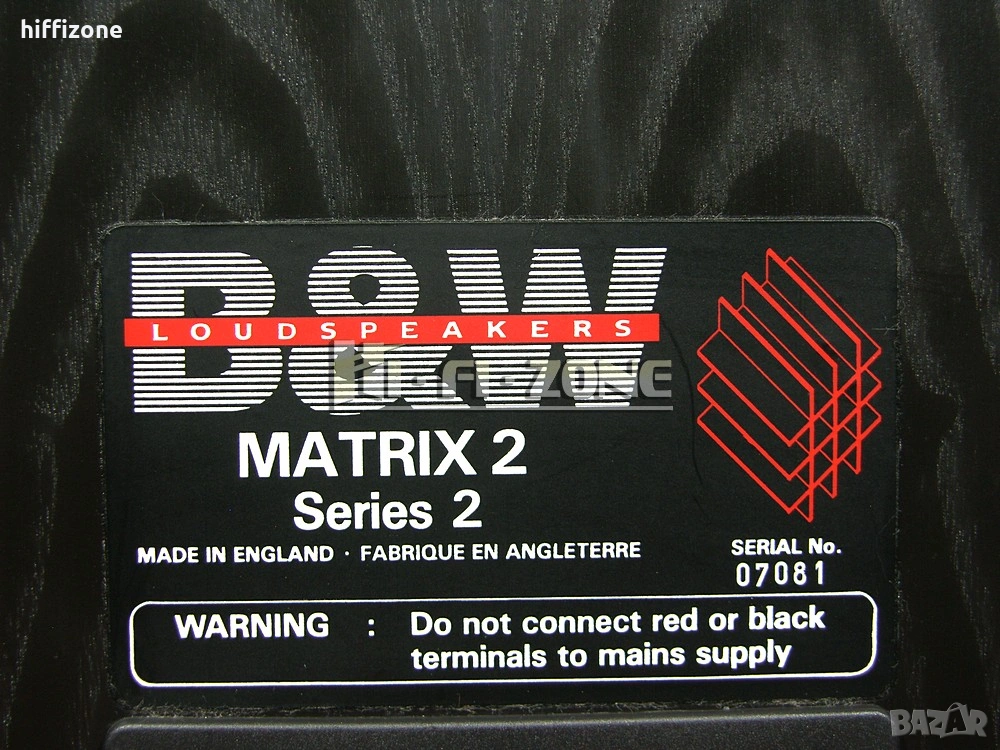 hiffizone
B&W
LOUDSPEAKERS
HI-FI-ZONE
MATRIX 2
Series 2
MADE IN ENGLAND · FABRIQUE EN ANGLETERRE
SERIAL No.
07081
WARNING : Do not connect red or black
terminals to mains supply
BAZAR